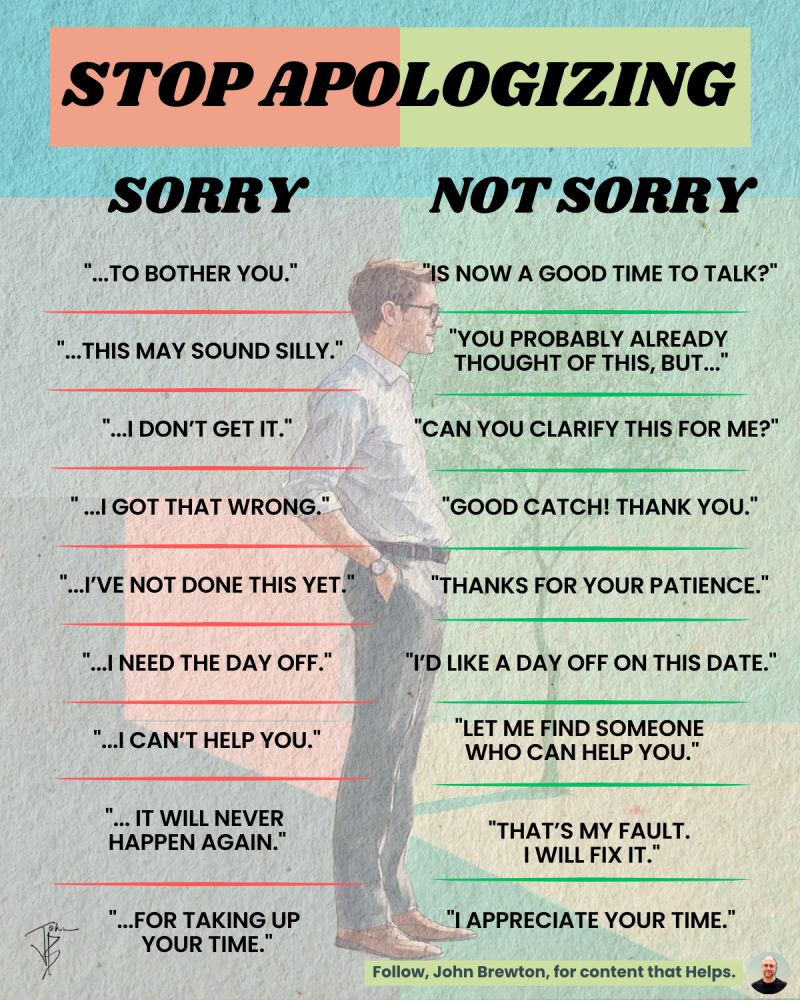 STOP APOLOGIZING
SORRY
NOT SORRY
"...TO BOTHER YOU."
"IS NOW A GOOD TIME TO TALK?"
"...THIS MAY SOUND SILLY."
"YOU PROBABLY ALREADY
THOUGHT OF THIS, BUT..."
"...I DON'T GET IT."
"CAN YOU CLARIFY THIS FOR ME?"
" ...I GOT THAT WRONG."
"GOOD CATCH! THANK YOU."
"...I'VE NOT DONE THIS YET."
"THANKS FOR YOUR PATIENCE."
"...I NEED THE DAY OFF."
"I'D LIKE A DAY OFF ON THIS DATE."
"...I CAN'T HELP YOU."
"LET ME FIND SOMEONE
WHO CAN HELP YOU."
"... IT WILL NEVER
HAPPEN AGAIN."
"THAT'S MY FAULT.
I WILL FIX IT."
"...FOR TAKING UP
YOUR TIME."
"I APPRECIATE YOUR TIME."
John
Follow, John Brewton, for content that Helps.